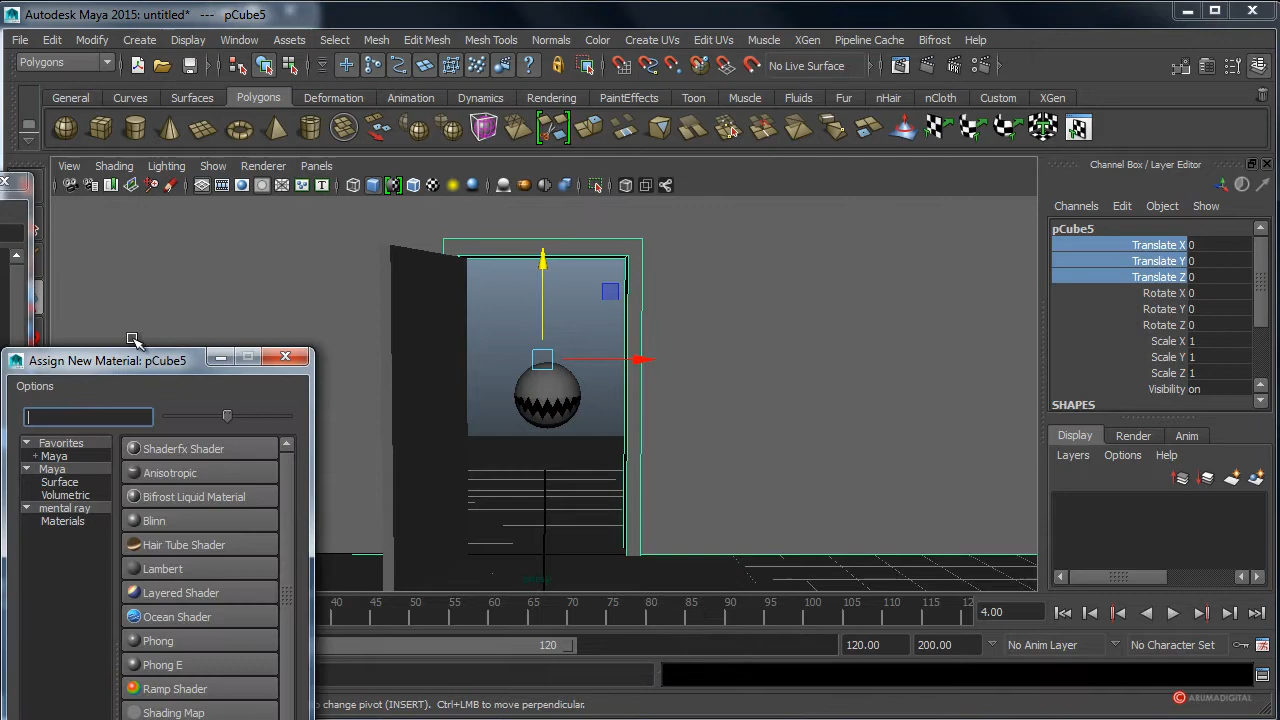 Autodesk Maya 2015: untitled* --- pCube5
File Edit Modify Create Display Window Assets Select Mesh Edit Mesh Mesh Tools Normals Color Create UVs Edit UVs Muscle XGen Pipeline Cache Bifrost Help
Polygons No Live Surface
General Curves Surfaces Polygons Deformation Animation Dynamics Rendering PaintEffects Toon Muscle Fluids Fur nHair nCloth Custom XGen
View Shading Lighting Show Renderer Panels
Channel Box / Layer Editor
Channels Edit Object Show
pCube5
Translate X 0
Translate Y 0
Translate Z 0
Rotate X 0
Rotate Y 0
Rotate Z 0
Scale X 1
Scale Y 1
Scale Z 1
Visibility on
SHAPES
Display Render Anim
Layers Options Help
Assign New Material: pCube5
Options
Favorites
+ Maya
Maya
Surface
Volumetric
mental ray
Materials
Shaderfx Shader
Anisotropic
Bifrost Liquid Material
Blinn
Hair Tube Shader
Lambert
Layered Shader
Ocean Shader
Phong
Phong E
Ramp Shader
Shading Map
40 45 50 55 60 65 70 75 80 85 90 95 100 105 110 115 12
4.00
120 120.00 200.00 No Anim Layer No Character Set
to change pivot (INSERT). Ctrl+LMB to move perpendicular.
© ARUMADIGITAL